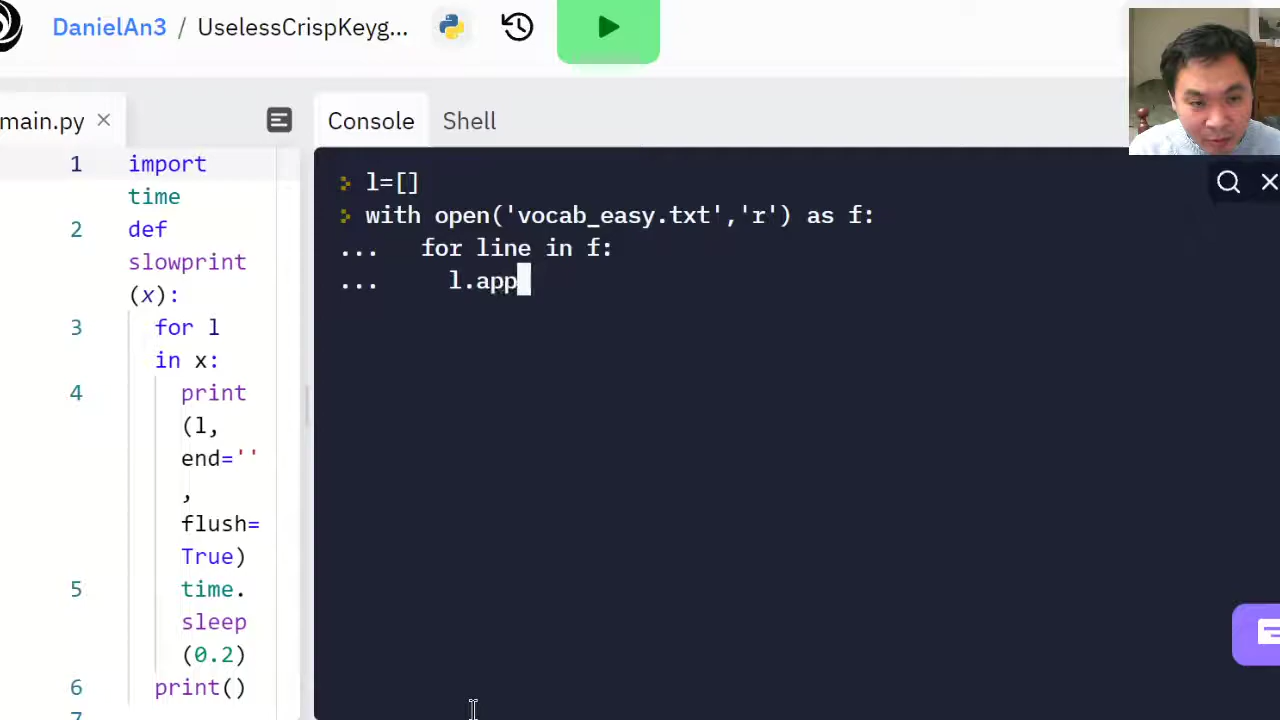 DanielAn3 / UselessCrispKeyg...
main.py
Console
Shell
1 import
time
2 def
slowprint
(x):
3 for l
in x:
4 print
(l,
end=''
,
flush=
True)
5 time.
sleep
(0.2)
6 print()
7
l=[]
with open('vocab_easy.txt','r') as f:
... for line in f:
... l.app